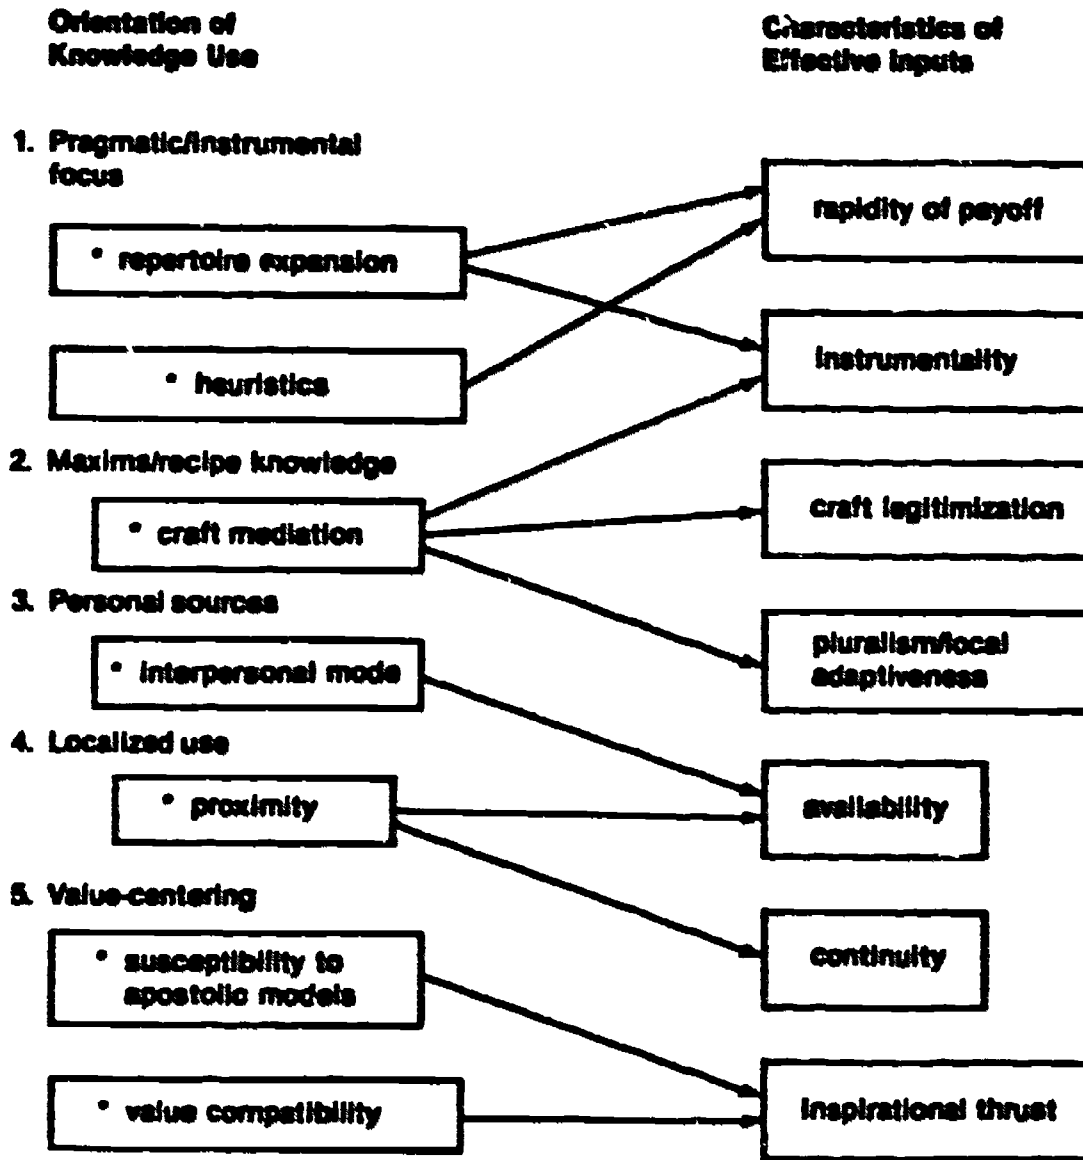 Orientation of
Knowledge Use
Characteristics of
Effective Inputs
1. Pragmatic/instrumental
focus
• repertoire expansion
• heuristics
2. Maxims/recipe knowledge
• craft mediation
3. Personal sources
• interpersonal mode
4. Localized use
• proximity
5. Value-centering
• susceptibility to
apostolic models
• value compatibility
rapidity of payoff
instrumentality
craft legitimization
pluralism/local
adaptiveness
availability
continuity
inspirational thrust